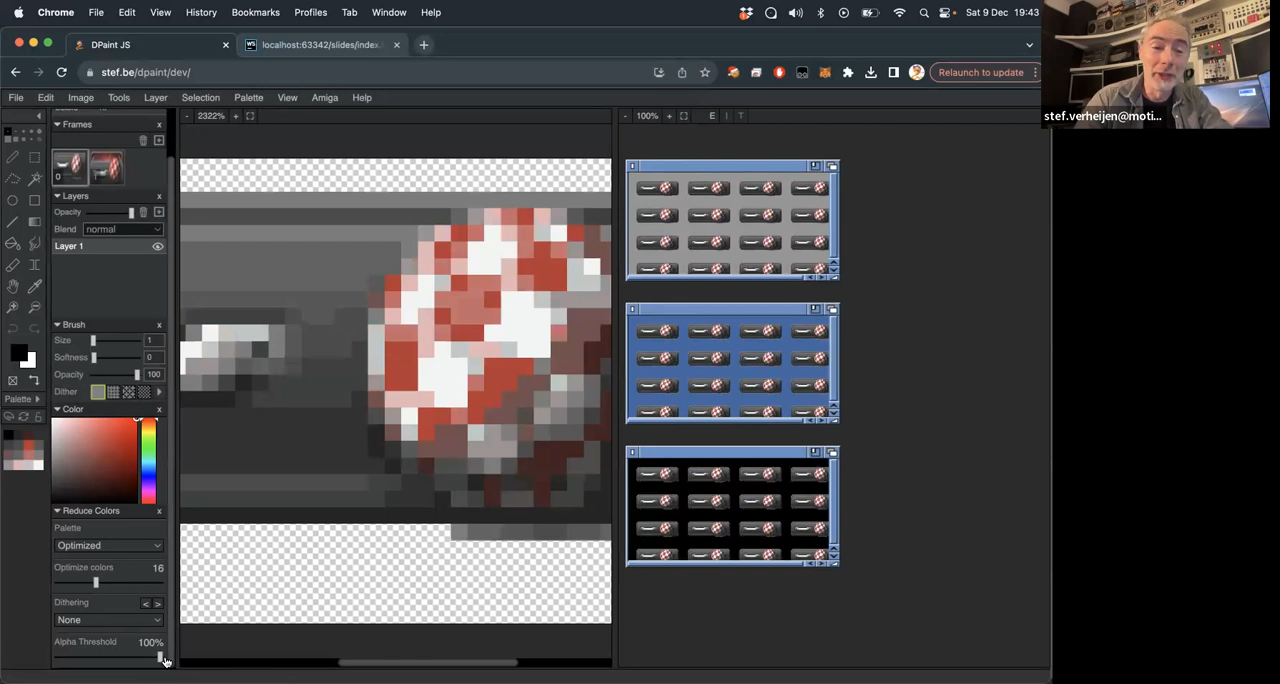 Chrome File Edit View History Bookmarks Profiles Tab Window Help Sat 9 Dec 19:43
DPaint JS localhost:63342/slides/index.
stef.be/dpaint/dev/ Relaunch to update
File Edit Image Tools Layer Selection Palette View Amiga Help
stef.verheijen@moti...
- 2322% + - 100% + E I T
Frames x
0
Layers x
Opacity
Blend normal
Layer 1
Brush x
Size 1
Softness 0
Opacity 100
Dither
Palette
Color x
Reduce Colors x
Palette
Optimized
Optimize colors 16
Dithering < >
None
Alpha Threshold 100%